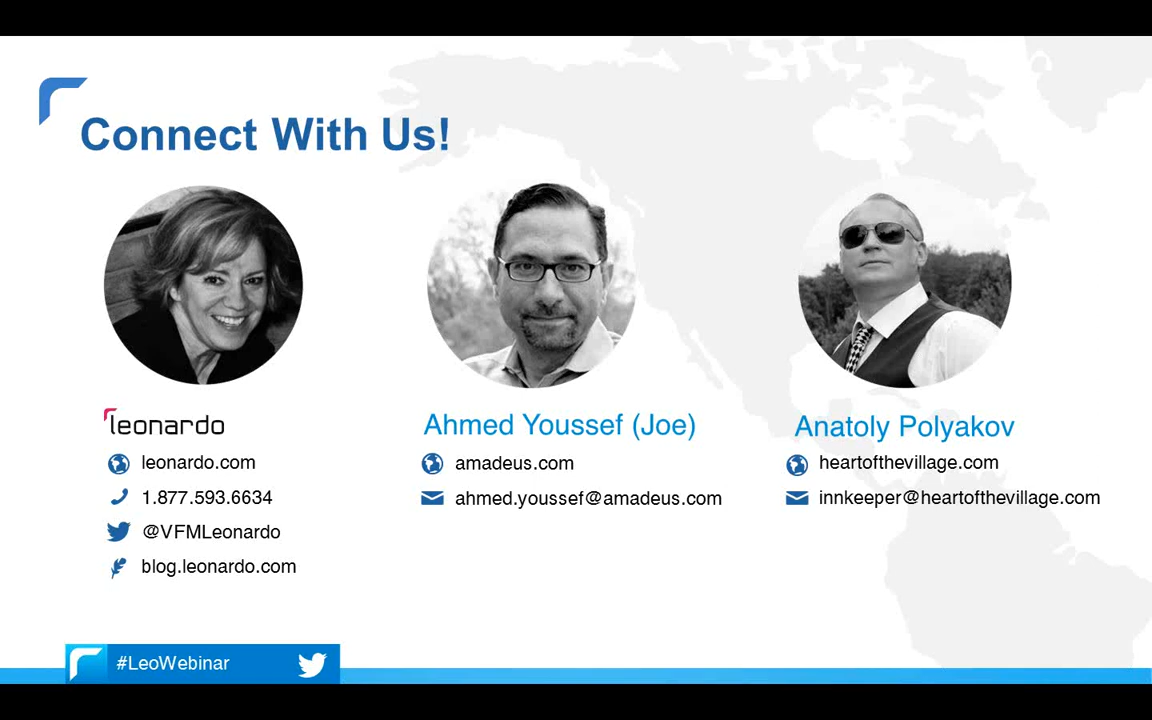 Connect With Us!
leonardo
leonardo.com
1.877.593.6634
@VFMLeonardo
blog.leonardo.com
Ahmed Youssef (Joe)
amadeus.com
ahmed.youssef@amadeus.com
Anatoly Polyakov
heartofthevillage.com
innkeeper@heartofthevillage.com
#LeoWebinar